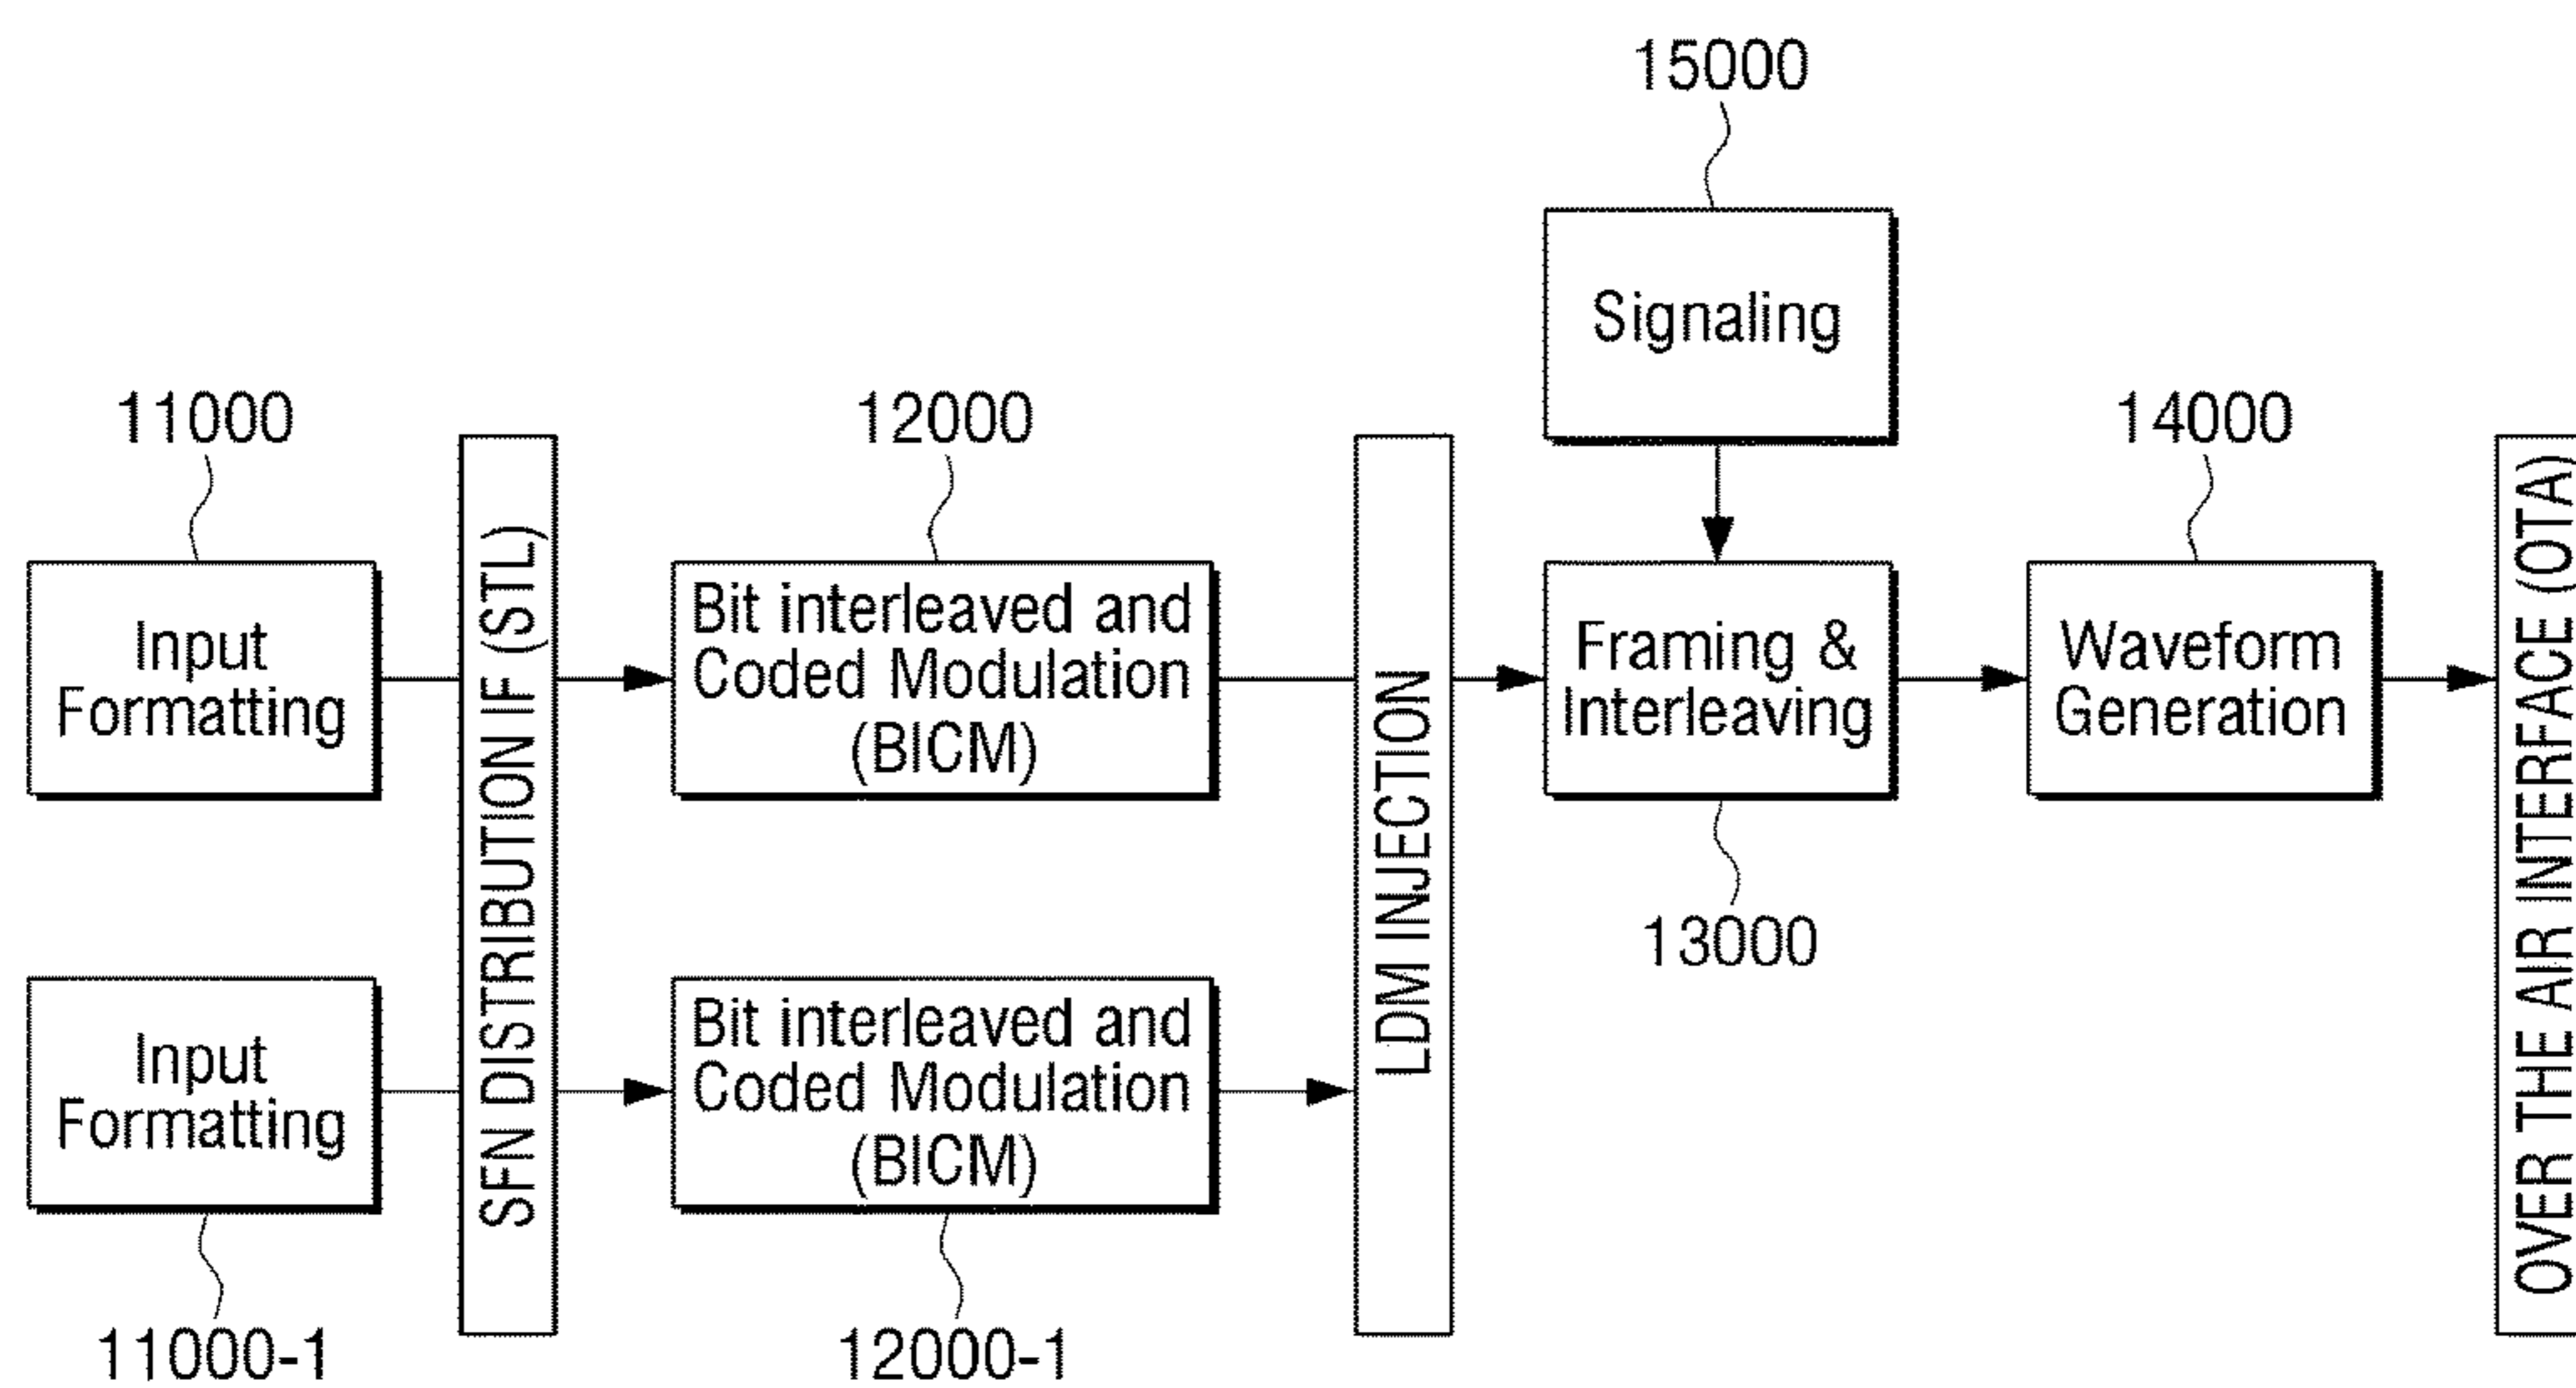 15000
Signaling
11000
12000
14000
Input
Formatting
SFN DISTRIBUTION IF (STL)
Bit interleaved and
Coded Modulation
(BICM)
LDM INJECTION
Framing &
Interleaving
Waveform
Generation
OVER THE AIR INTERFACE (OTA)
13000
Input
Formatting
Bit interleaved and
Coded Modulation
(BICM)
11000-1
12000-1